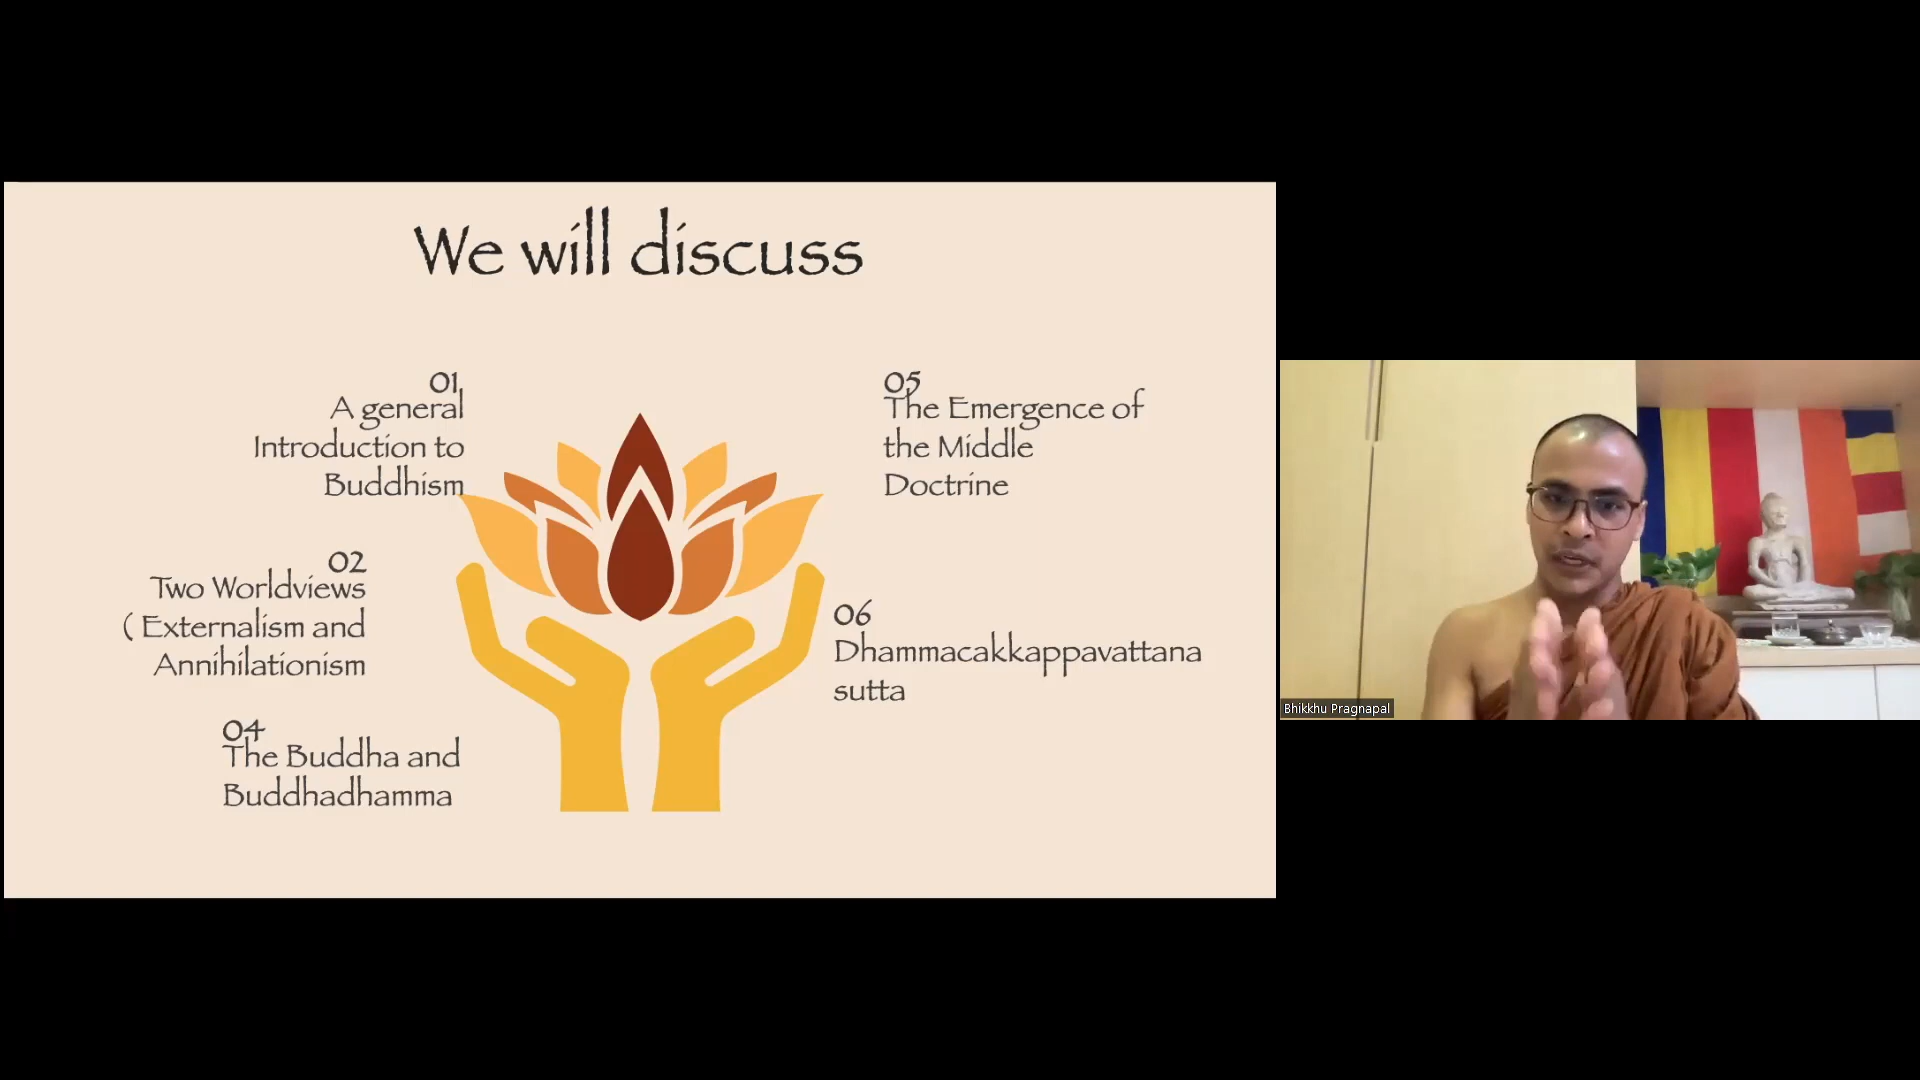 We will discuss
01
A general
Introduction to
Buddhism
02
Two Worldviews
( Externalism and
Annihilationism
04
The Buddha and
Buddhadhamma
05
The Emergence of
the Middle
Doctrine
06
Dhammacakkappavattana
sutta
Bhikkhu Pragnapal